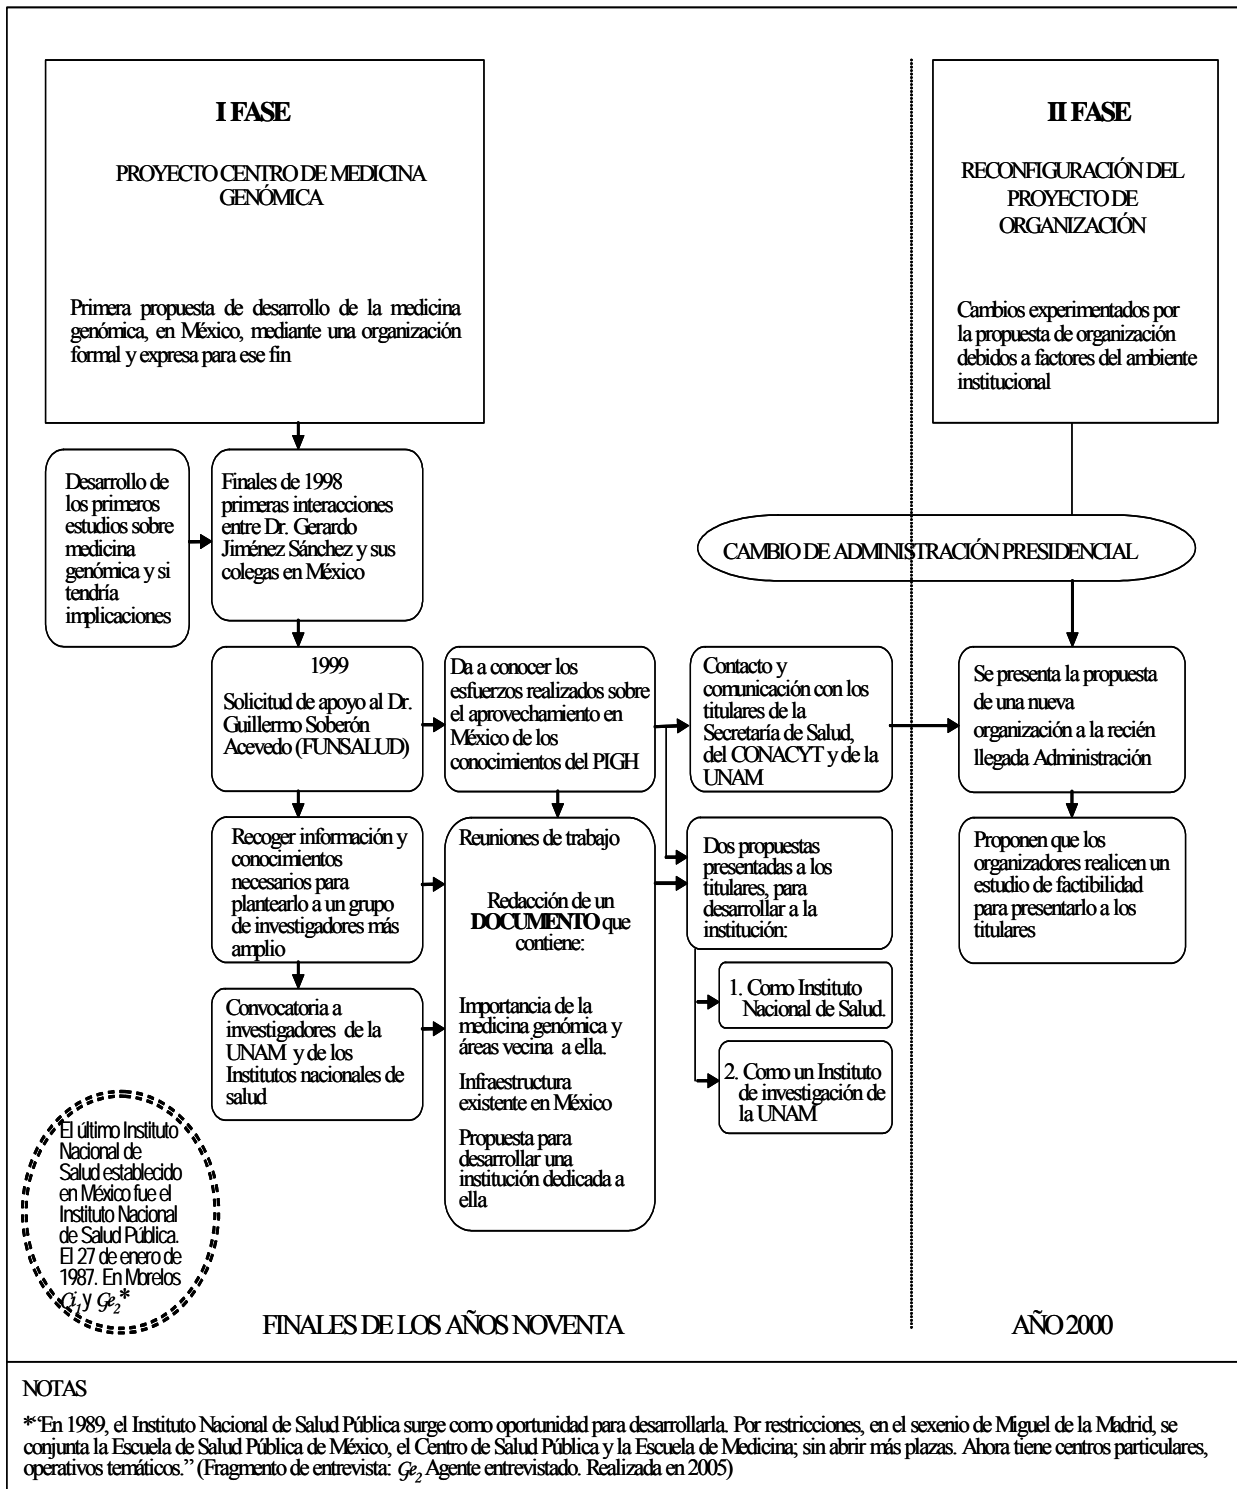 I FASE
PROYECTO CENTRO DE MEDICINA
GENÓMICA
Primera propuesta de desarrollo de la medicina
genómica, en México, mediante una organización
formal y expresa para ese fin
II FASE
RECONFIGURACIÓN DEL
PROYECTO DE
ORGANIZACIÓN
Cambios experimentados por
la propuesta de organización
debidos a factores del ambiente
institucional
Desarrollo de
los primeros
estudios sobre
medicina
genómica y si
tendría
implicaciones
Finales de 1998
primeras interacciones
entre Dr. Gerardo
Jiménez Sánchez y sus
colegas en México
CAMBIO DE ADMINISTRACIÓN PRESIDENCIAL
1999
Solicitud de apoyo al Dr.
Guillermo Soberón
Acevedo (FUNSALUD)
Da a conocer los
esfuerzos realizados sobre
el aprovechamiento en
México de los
conocimientos del PIGH
Contacto y
comunicación con los
titulares de la
Secretaría de Salud,
del CONACYT y de la
UNAM
Se presenta la propuesta
de una nueva
organización a la recién
llegada Administración
Recoger información y
conocimientos
necesarios para
plantearlo a un grupo
de investigadores más
amplio
Reuniones de trabajo
Redacción de un
DOCUMENTO que
contiene:
Importancia de la
medicina genómica y
áreas vecina a ella.
Infraestructura
existente en México
Propuesta para
desarrollar una
institución dedicada a
ella
Dos propuestas
presentadas a los
titulares, para
desarrollar a la
institución:
Proponen que los
organizadores realicen un
estudio de factibilidad
para presentarlo a los
titulares
Convocatoria a
investigadores de la
UNAM y de los
Institutos nacionales de
salud
1. Como Instituto
Nacional de Salud.
2. Como un Instituto
de investigación de
la UNAM
El último Instituto
Nacional de
Salud establecido
en México fue el
Instituto Nacional
de Salud Pública.
El 27 de enero de
1987. En Morelos
Gi1 y Ge2*
FINALES DE LOS AÑOS NOVENTA
AÑO 2000
NOTAS
*“En 1989, el Instituto Nacional de Salud Pública surge como oportunidad para desarrollarla. Por restricciones, en el sexenio de Miguel de la Madrid, se
conjunta la Escuela de Salud Pública de México, el Centro de Salud Pública y la Escuela de Medicina; sin abrir más plazas. Ahora tiene centros particulares,
operativos temáticos.” (Fragmento de entrevista: Ge2, Agente entrevistado. Realizada en 2005)